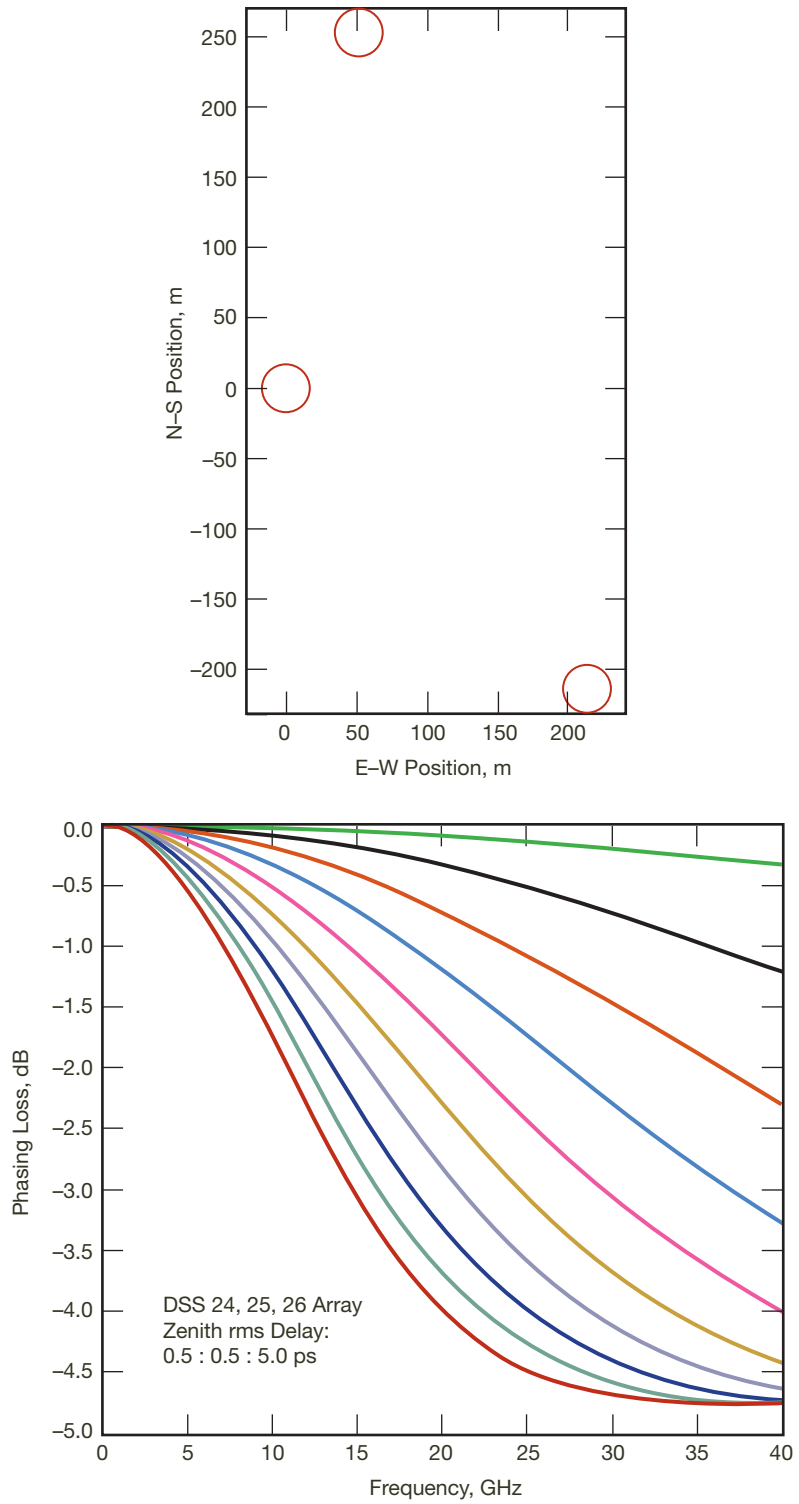 250
200
150
100
50
0
–50
–100
–150
–200
N–S Position, m
0 50 100 150 200
E–W Position, m
0.0
–0.5
–1.0
–1.5
–2.0
–2.5
–3.0
–3.5
–4.0
–4.5
–5.0
Phasing Loss, dB
DSS 24, 25, 26 Array
Zenith rms Delay:
0.5 : 0.5 : 5.0 ps
0 5 10 15 20 25 30 35 40
Frequency, GHz